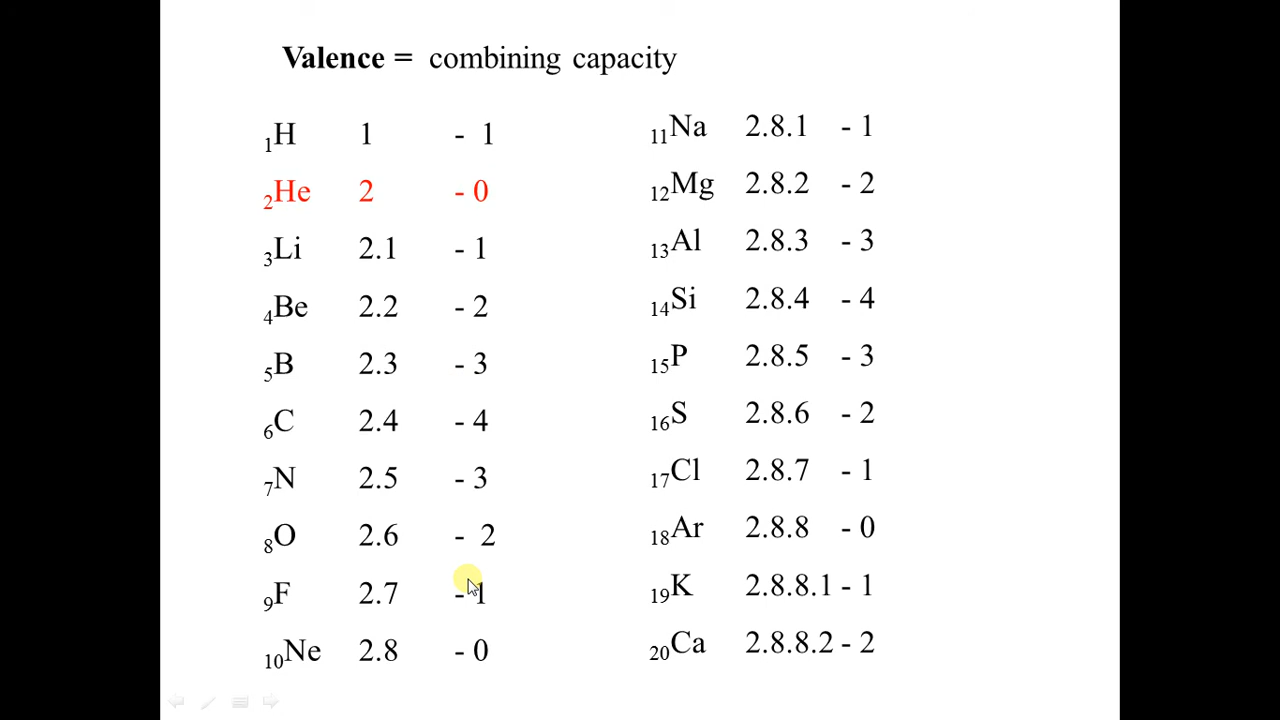 Valence = combining capacity
1H 1 - 1
2He 2 - 0
3Li 2.1 - 1
4Be 2.2 - 2
5B 2.3 - 3
6C 2.4 - 4
7N 2.5 - 3
8O 2.6 - 2
9F 2.7 - 1
10Ne 2.8 - 0
11Na 2.8.1 - 1
12Mg 2.8.2 - 2
13Al 2.8.3 - 3
14Si 2.8.4 - 4
15P 2.8.5 - 3
16S 2.8.6 - 2
17Cl 2.8.7 - 1
18Ar 2.8.8 - 0
19K 2.8.8.1 - 1
20Ca 2.8.8.2 - 2